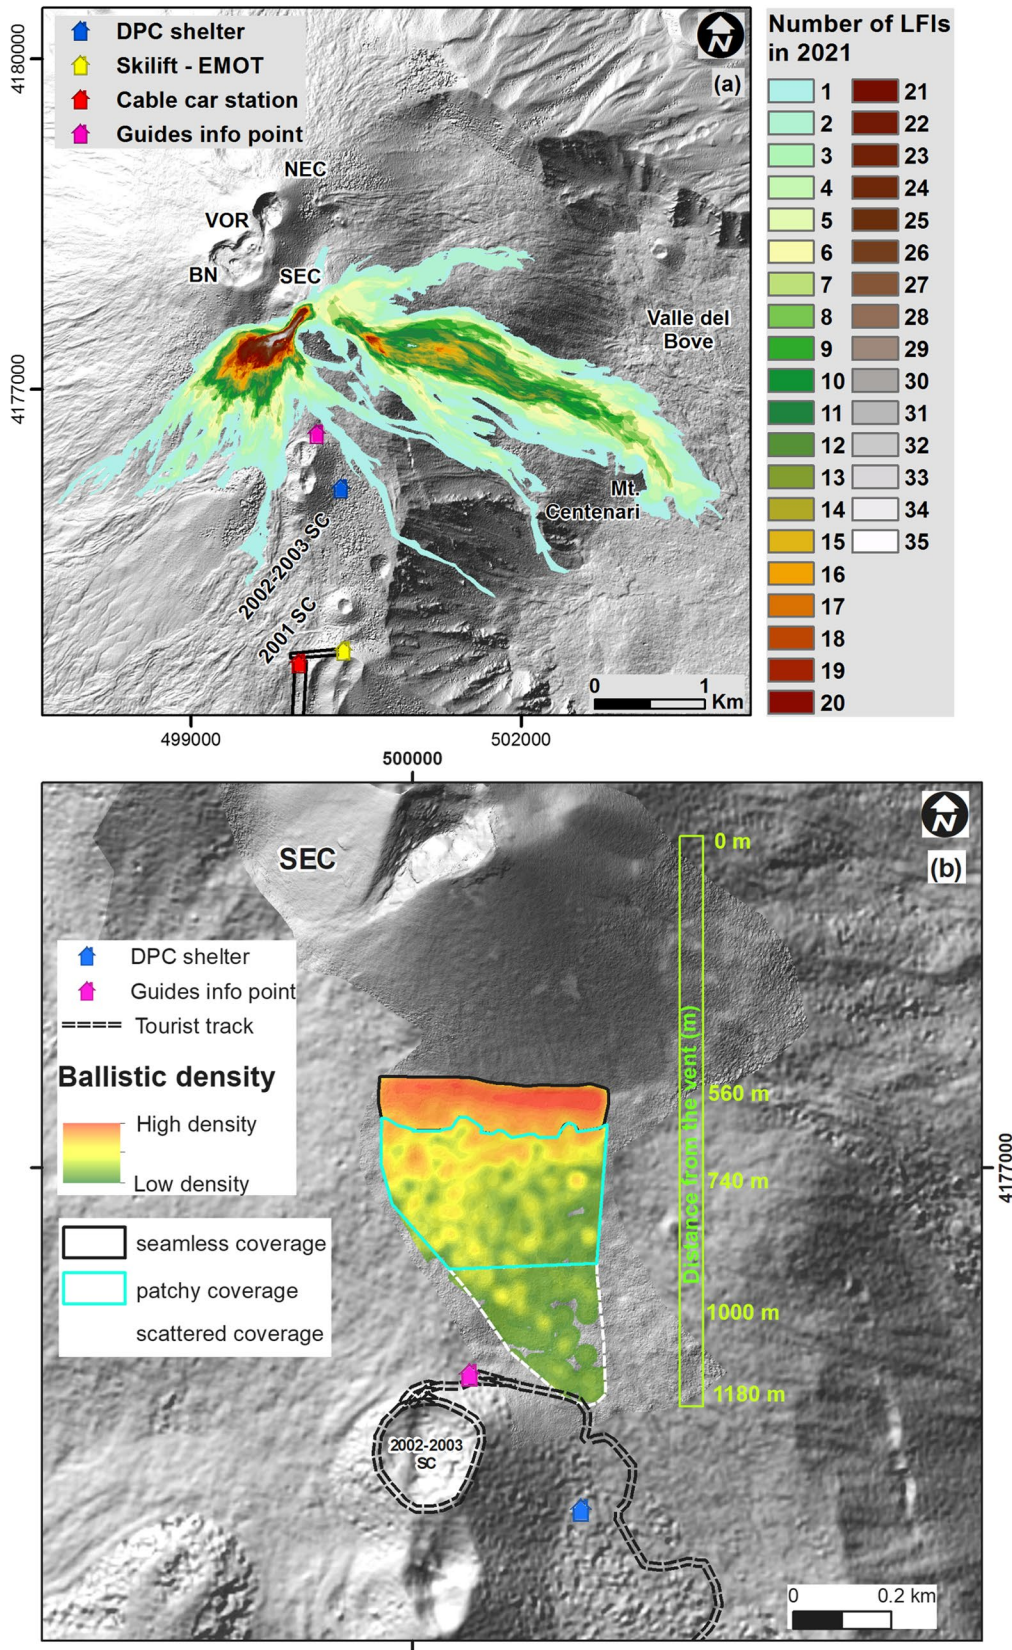 DPC shelter
Skilift - EMOT
Cable car station
Guides info point
N
(a)
4180000
4177000
NEC
VOR
BN
SEC
Valle del
Bove
Mt.
Centenari
2002-2003 SC
2001 SC
0 1
Km
499000
502000
Number of LFIs
in 2021
1
2
3
4
5
6
7
8
9
10
11
12
13
14
15
16
17
18
19
20
21
22
23
24
25
26
27
28
29
30
31
32
33
34
35
500000
SEC
N
(b)
DPC shelter
Guides info point
Tourist track
Ballistic density
High density
Low density
seamless coverage
patchy coverage
scattered coverage
0 m
560 m
740 m
1000 m
1180 m
Distance from the vent (m)
4177000
2002-2003
SC
0 0.2 km